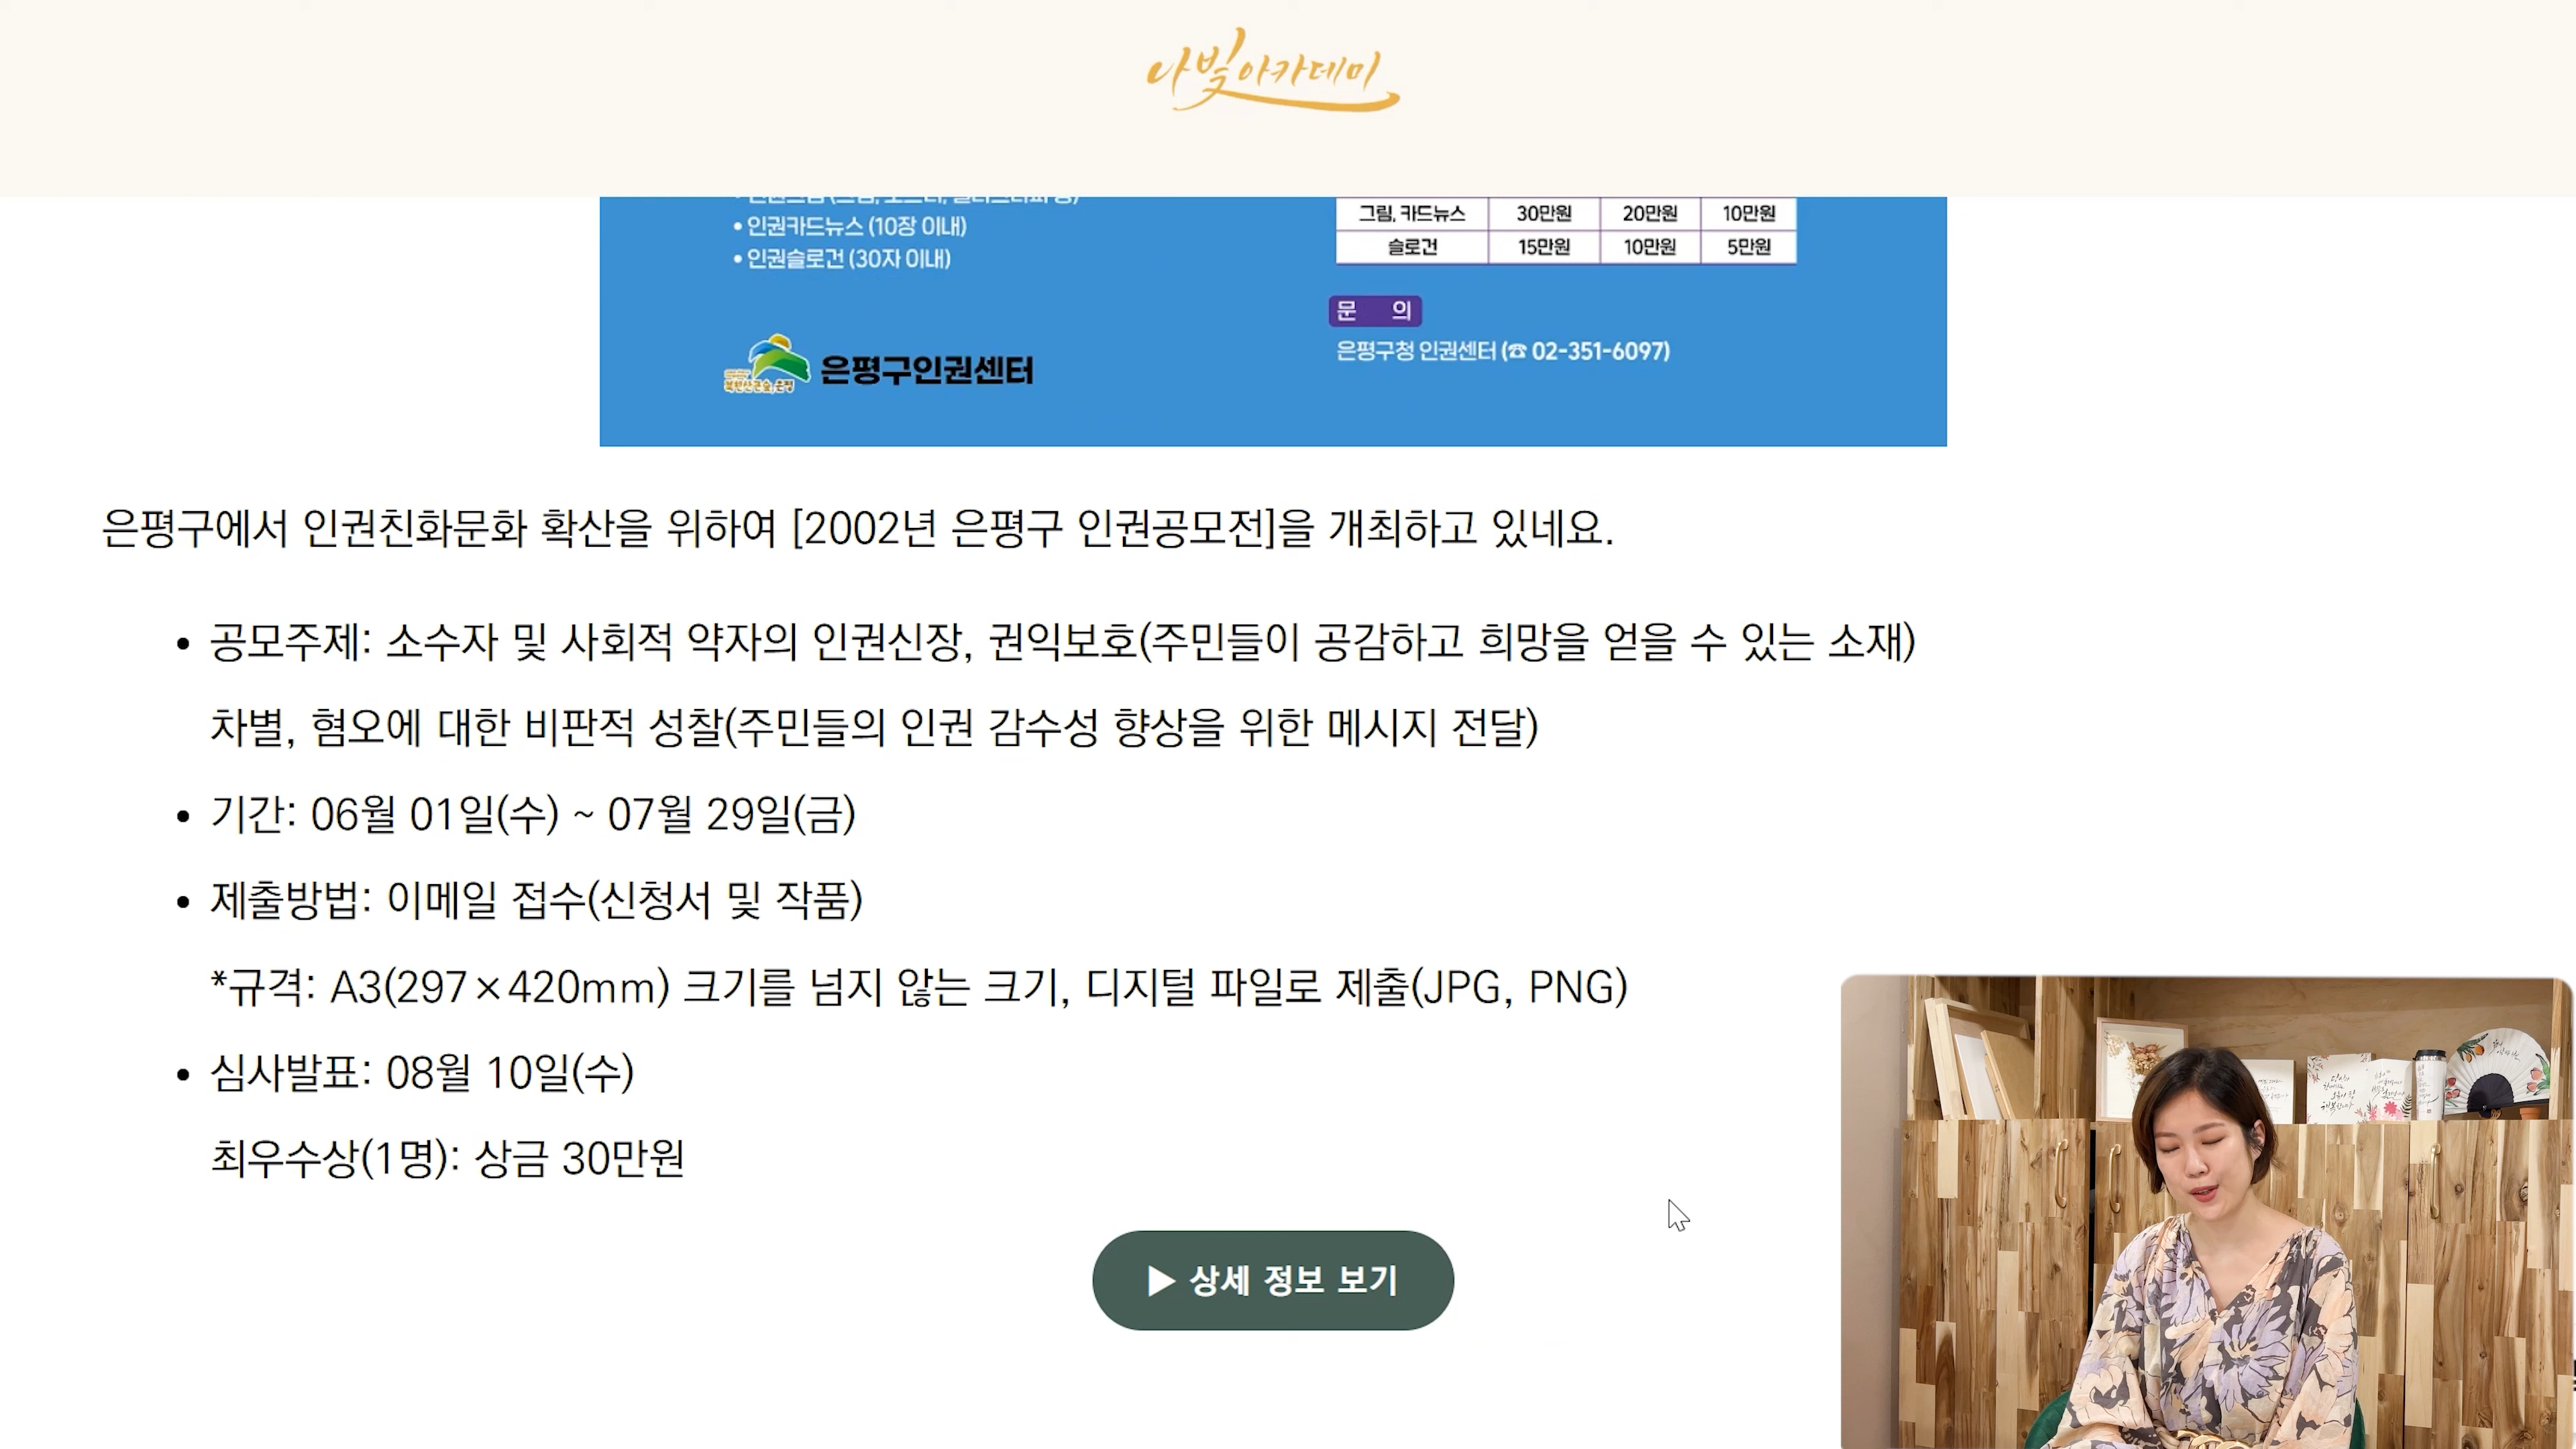 나빛아카데미
• 인권카드뉴스 (10장 이내)
• 인권슬로건 (30자 이내)
은평구인권센터
그림, 카드뉴스 30만원 20만원 10만원
슬로건 15만원 10만원 5만원
문 의
은평구청 인권센터 (☎ 02-351-6097)
은평구에서 인권친화문화 확산을 위하여 [2002년 은평구 인권공모전]을 개최하고 있네요.
• 공모주제: 소수자 및 사회적 약자의 인권신장, 권익보호(주민들이 공감하고 희망을 얻을 수 있는 소재)
차별, 혐오에 대한 비판적 성찰(주민들의 인권 감수성 향상을 위한 메시지 전달)
• 기간: 06월 01일(수) ~ 07월 29일(금)
• 제출방법: 이메일 접수(신청서 및 작품)
*규격: A3(297×420mm) 크기를 넘지 않는 크기, 디지털 파일로 제출(JPG, PNG)
• 심사발표: 08월 10일(수)
최우수상(1명): 상금 30만원
▶ 상세 정보 보기